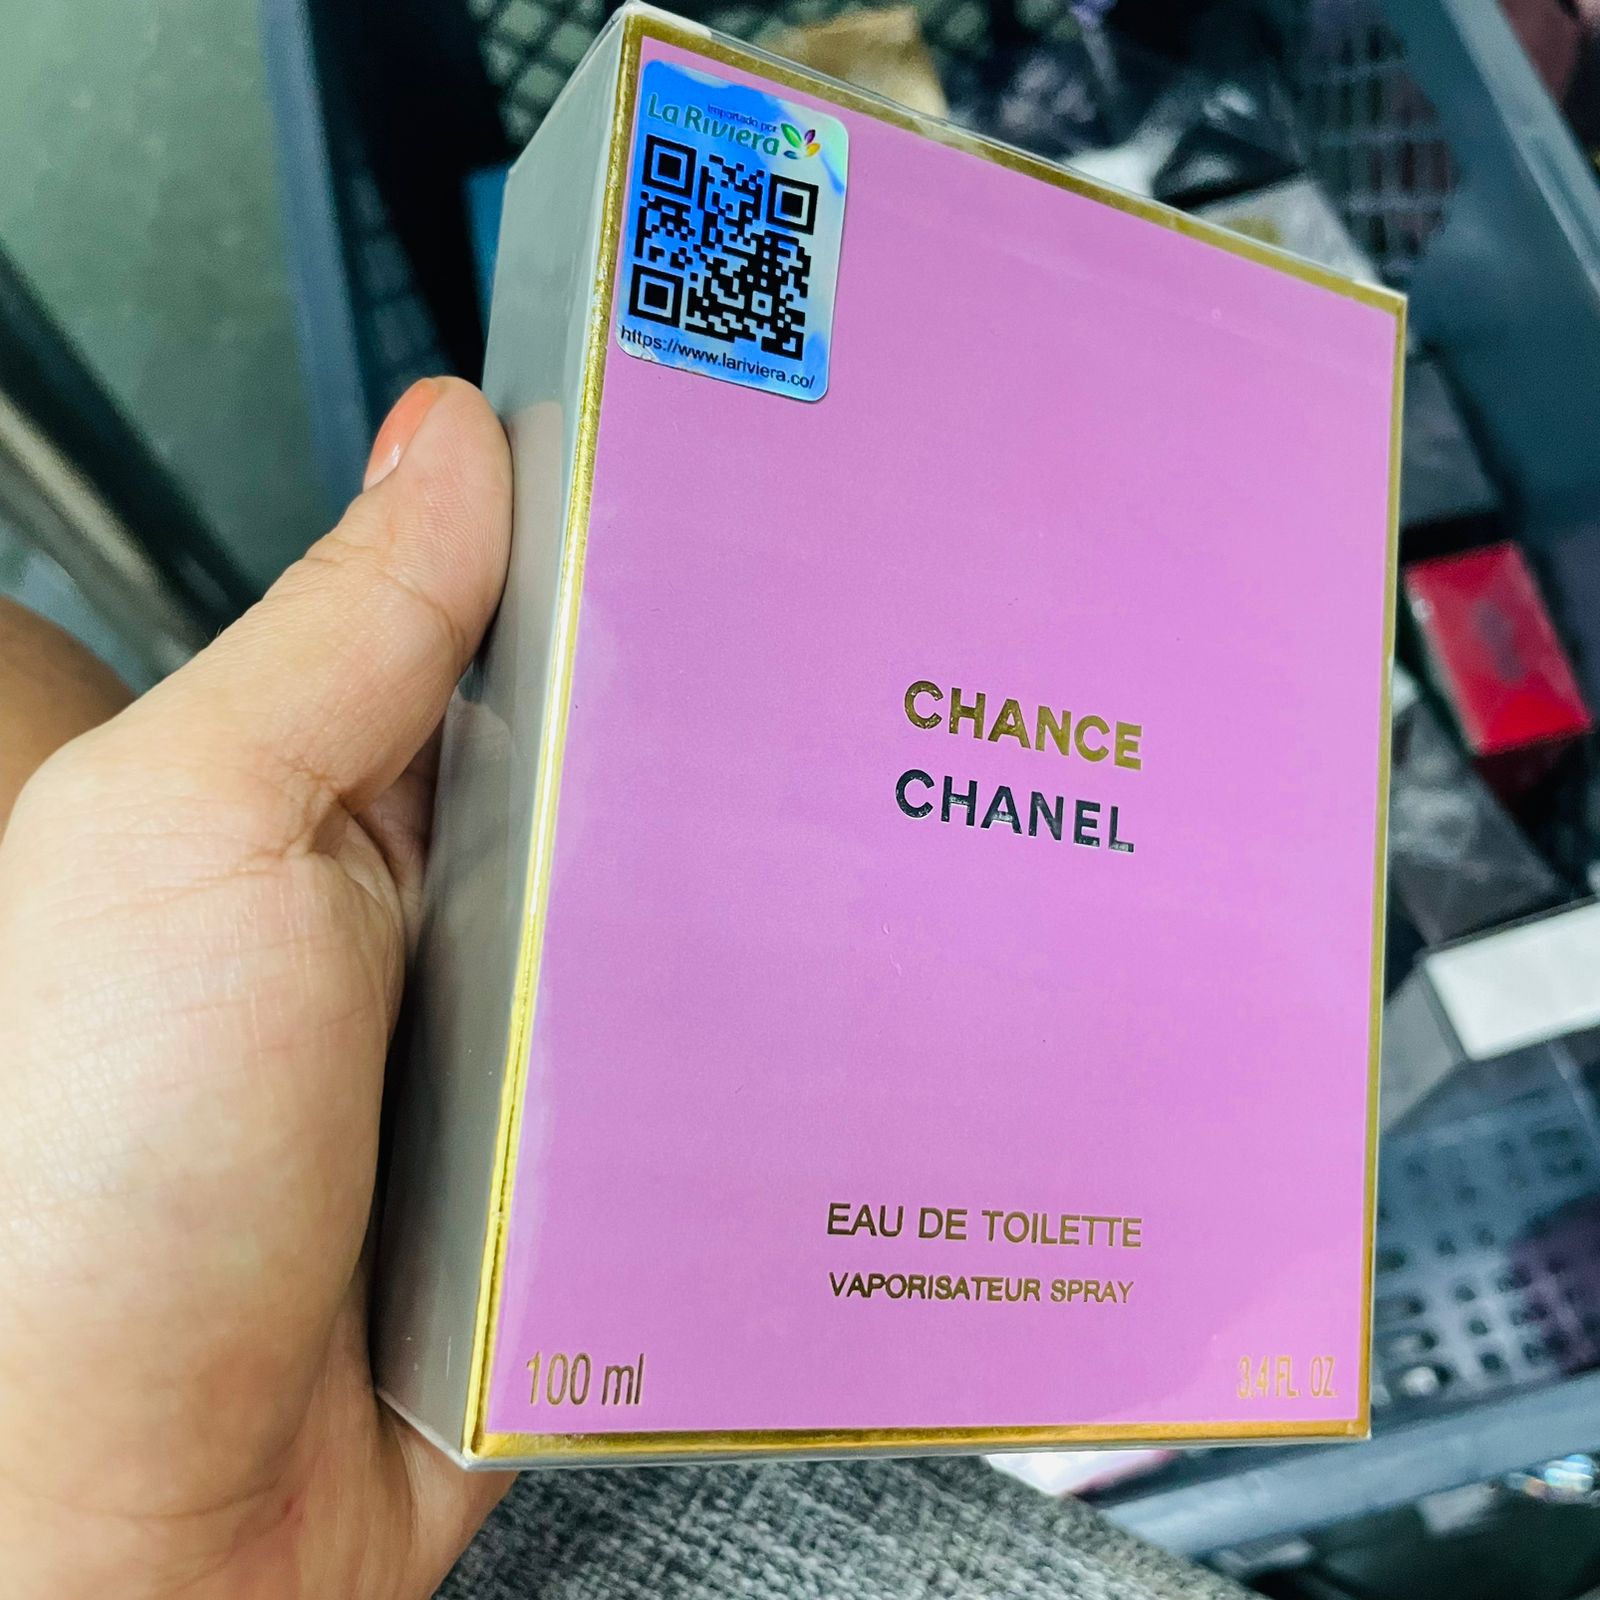 Importado por
La Riviera
https://www.lariviera.co/
CHANCE
CHANEL
EAU DE TOILETTE
VAPORISATEUR SPRAY
100 ml
3.4 FL. OZ.